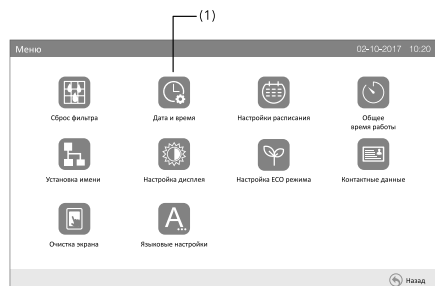 (1)
Меню 02-10-2017 10:20
Сброс фильтра
Дата и время
Настройки расписания
Общее
время работы
Установка имени
Настройка дисплея
Настройка ECO режима
Контактные данные
Очистка экрана
A...
Языковые настройки
Назад